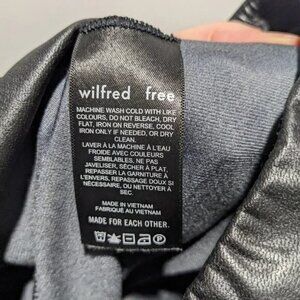 wilfred free
MACHINE WASH COLD WITH LIKE
COLOURS, DO NOT BLEACH, DRY
FLAT, IRON ON REVERSE, COOL
IRON ONLY IF NEEDED, OR DRY
CLEAN.
LAVER À LA MACHINE À L'EAU
FROIDE AVEC COULEURS
SEMBLABLES, NE PAS
JAVELLISER, SÉCHER À PLAT,
REPASSER LA GARNITURE À
L'ENVERS, REPASSAGE DOUX SI
NÉCESSAIRE, OU NETTOYER À
SEC.
MADE IN VIETNAM
FABRIQUÉ AU VIETNAM
MADE FOR EACH OTHER.